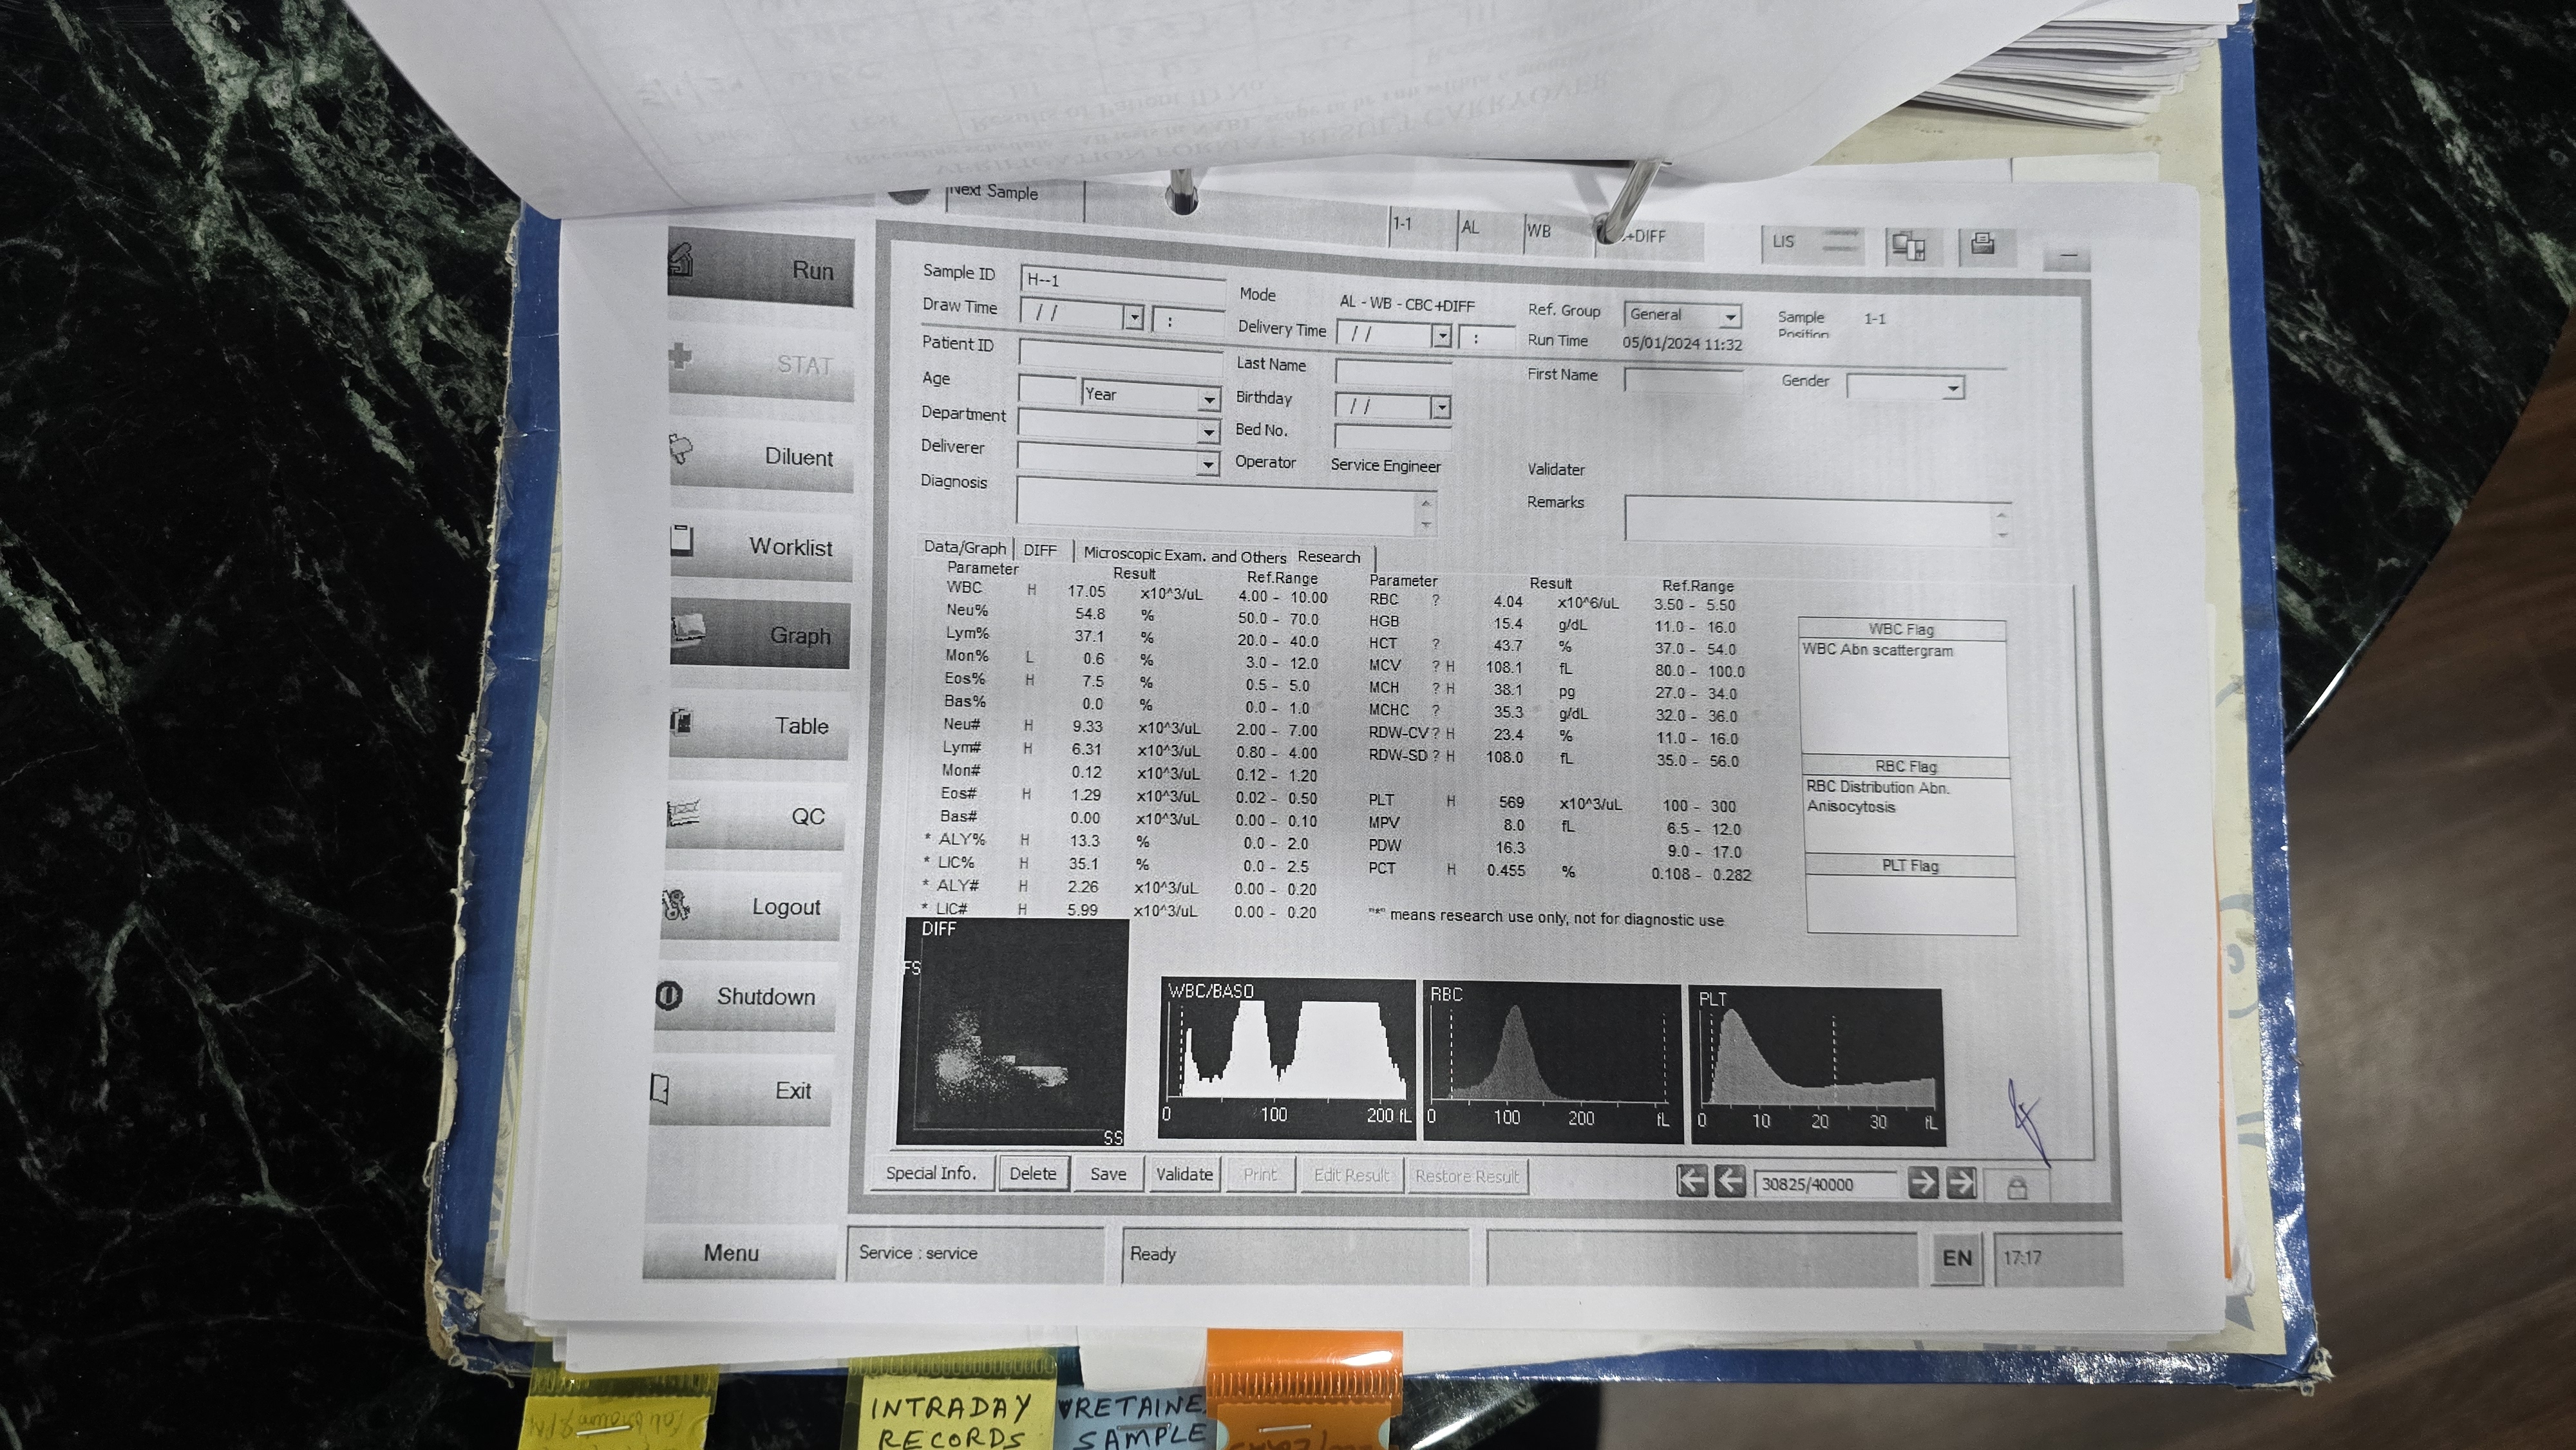 Next Sample
1-1 AL WB +DIFF LIS
Run
STAT
Diluent
Worklist
Graph
Table
QC
Logout
Shutdown
Exit
Menu
Sample ID H--1 Mode AL - WB - CBC+DIFF Ref. Group General Sample Position 1-1
Draw Time / / : Delivery Time / / : Run Time 05/01/2024 11:32
Patient ID Last Name First Name Gender
Age Year Birthday / /
Department Bed No.
Deliverer Operator Service Engineer Validater
Diagnosis Remarks
Data/Graph DIFF Microscopic Exam. and Others Research
Parameter Result Ref.Range Parameter Result Ref.Range
WBC H 17.05 x10^3/uL 4.00 - 10.00 RBC ? 4.04 x10^6/uL 3.50 - 5.50
Neu% 54.8 % 50.0 - 70.0 HGB 15.4 g/dL 11.0 - 16.0
Lym% 37.1 % 20.0 - 40.0 HCT ? 43.7 % 37.0 - 54.0
Mon% L 0.6 % 3.0 - 12.0 MCV ? H 108.1 fL 80.0 - 100.0
Eos% H 7.5 % 0.5 - 5.0 MCH ? H 38.1 pg 27.0 - 34.0
Bas% 0.0 % 0.0 - 1.0 MCHC ? 35.3 g/dL 32.0 - 36.0
Neu# H 9.33 x10^3/uL 2.00 - 7.00 RDW-CV ? H 23.4 % 11.0 - 16.0
Lym# H 6.31 x10^3/uL 0.80 - 4.00 RDW-SD ? H 108.0 fL 35.0 - 56.0
Mon# 0.12 x10^3/uL 0.12 - 1.20
Eos# H 1.29 x10^3/uL 0.02 - 0.50 PLT H 569 x10^3/uL 100 - 300
Bas# 0.00 x10^3/uL 0.00 - 0.10 MPV 8.0 fL 6.5 - 12.0
* ALY% H 13.3 % 0.0 - 2.0 PDW 16.3 9.0 - 17.0
* LIC% H 35.1 % 0.0 - 2.5 PCT H 0.455 % 0.108 - 0.282
* ALY# H 2.26 x10^3/uL 0.00 - 0.20
* LIC# H 5.99 x10^3/uL 0.00 - 0.20
"*" means research use only, not for diagnostic use
WBC Flag
WBC Abn scattergram
RBC Flag
RBC Distribution Abn.
Anisocytosis
PLT Flag
DIFF
FS
SS
WBC/BASO
0 100 200 fL
RBC
0 100 200 fL
PLT
0 10 20 30 fL
Special Info. Delete Save Validate Print Edit Result Restore Result 30825/40000
Service : service Ready EN 17:17
INTRADAY
RECORDS
RETAINE
SAMPLE